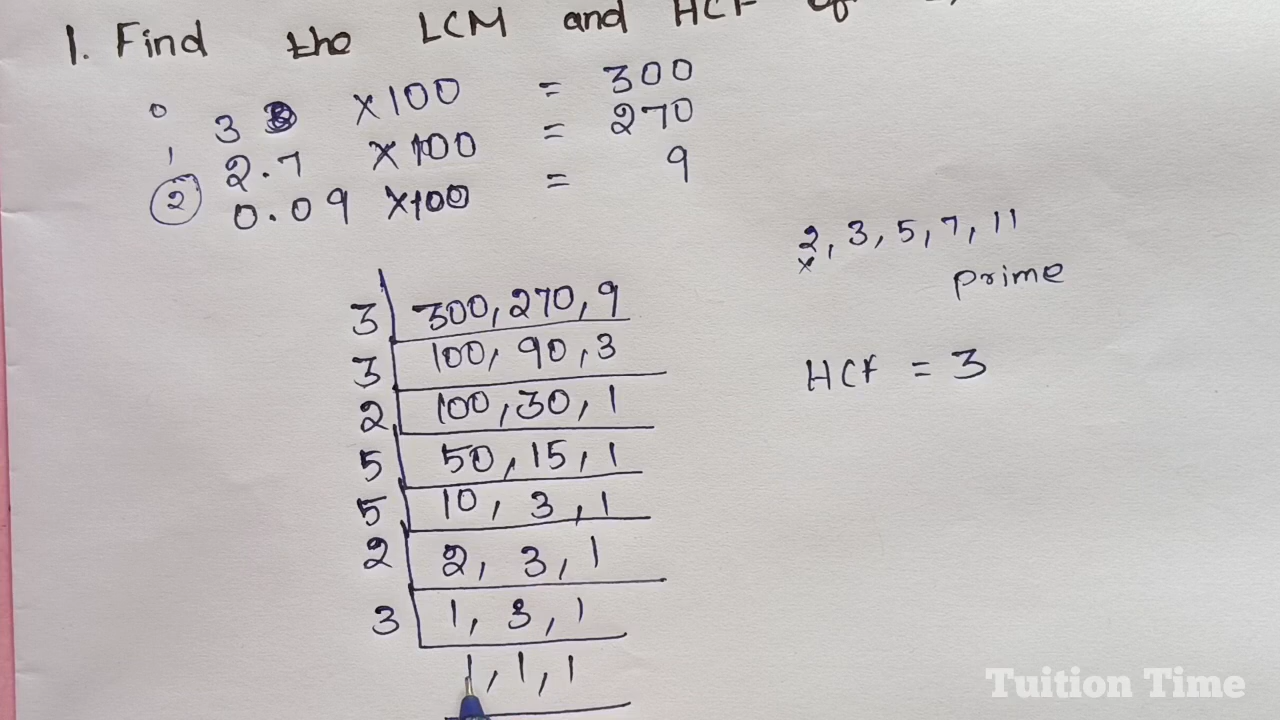 1. Find the LCM and HCF of
0 3 ×100 = 300
1 2.7 ×100 = 270
2 0.09 ×100 = 9
2, 3, 5, 7, 11
×
prime
3 300, 270, 9
3 100, 90, 3
HCF = 3
2 100, 30, 1
5 50, 15, 1
5 10, 3, 1
2 2, 3, 1
3 1, 3, 1
1, 1, 1
Tuition Time